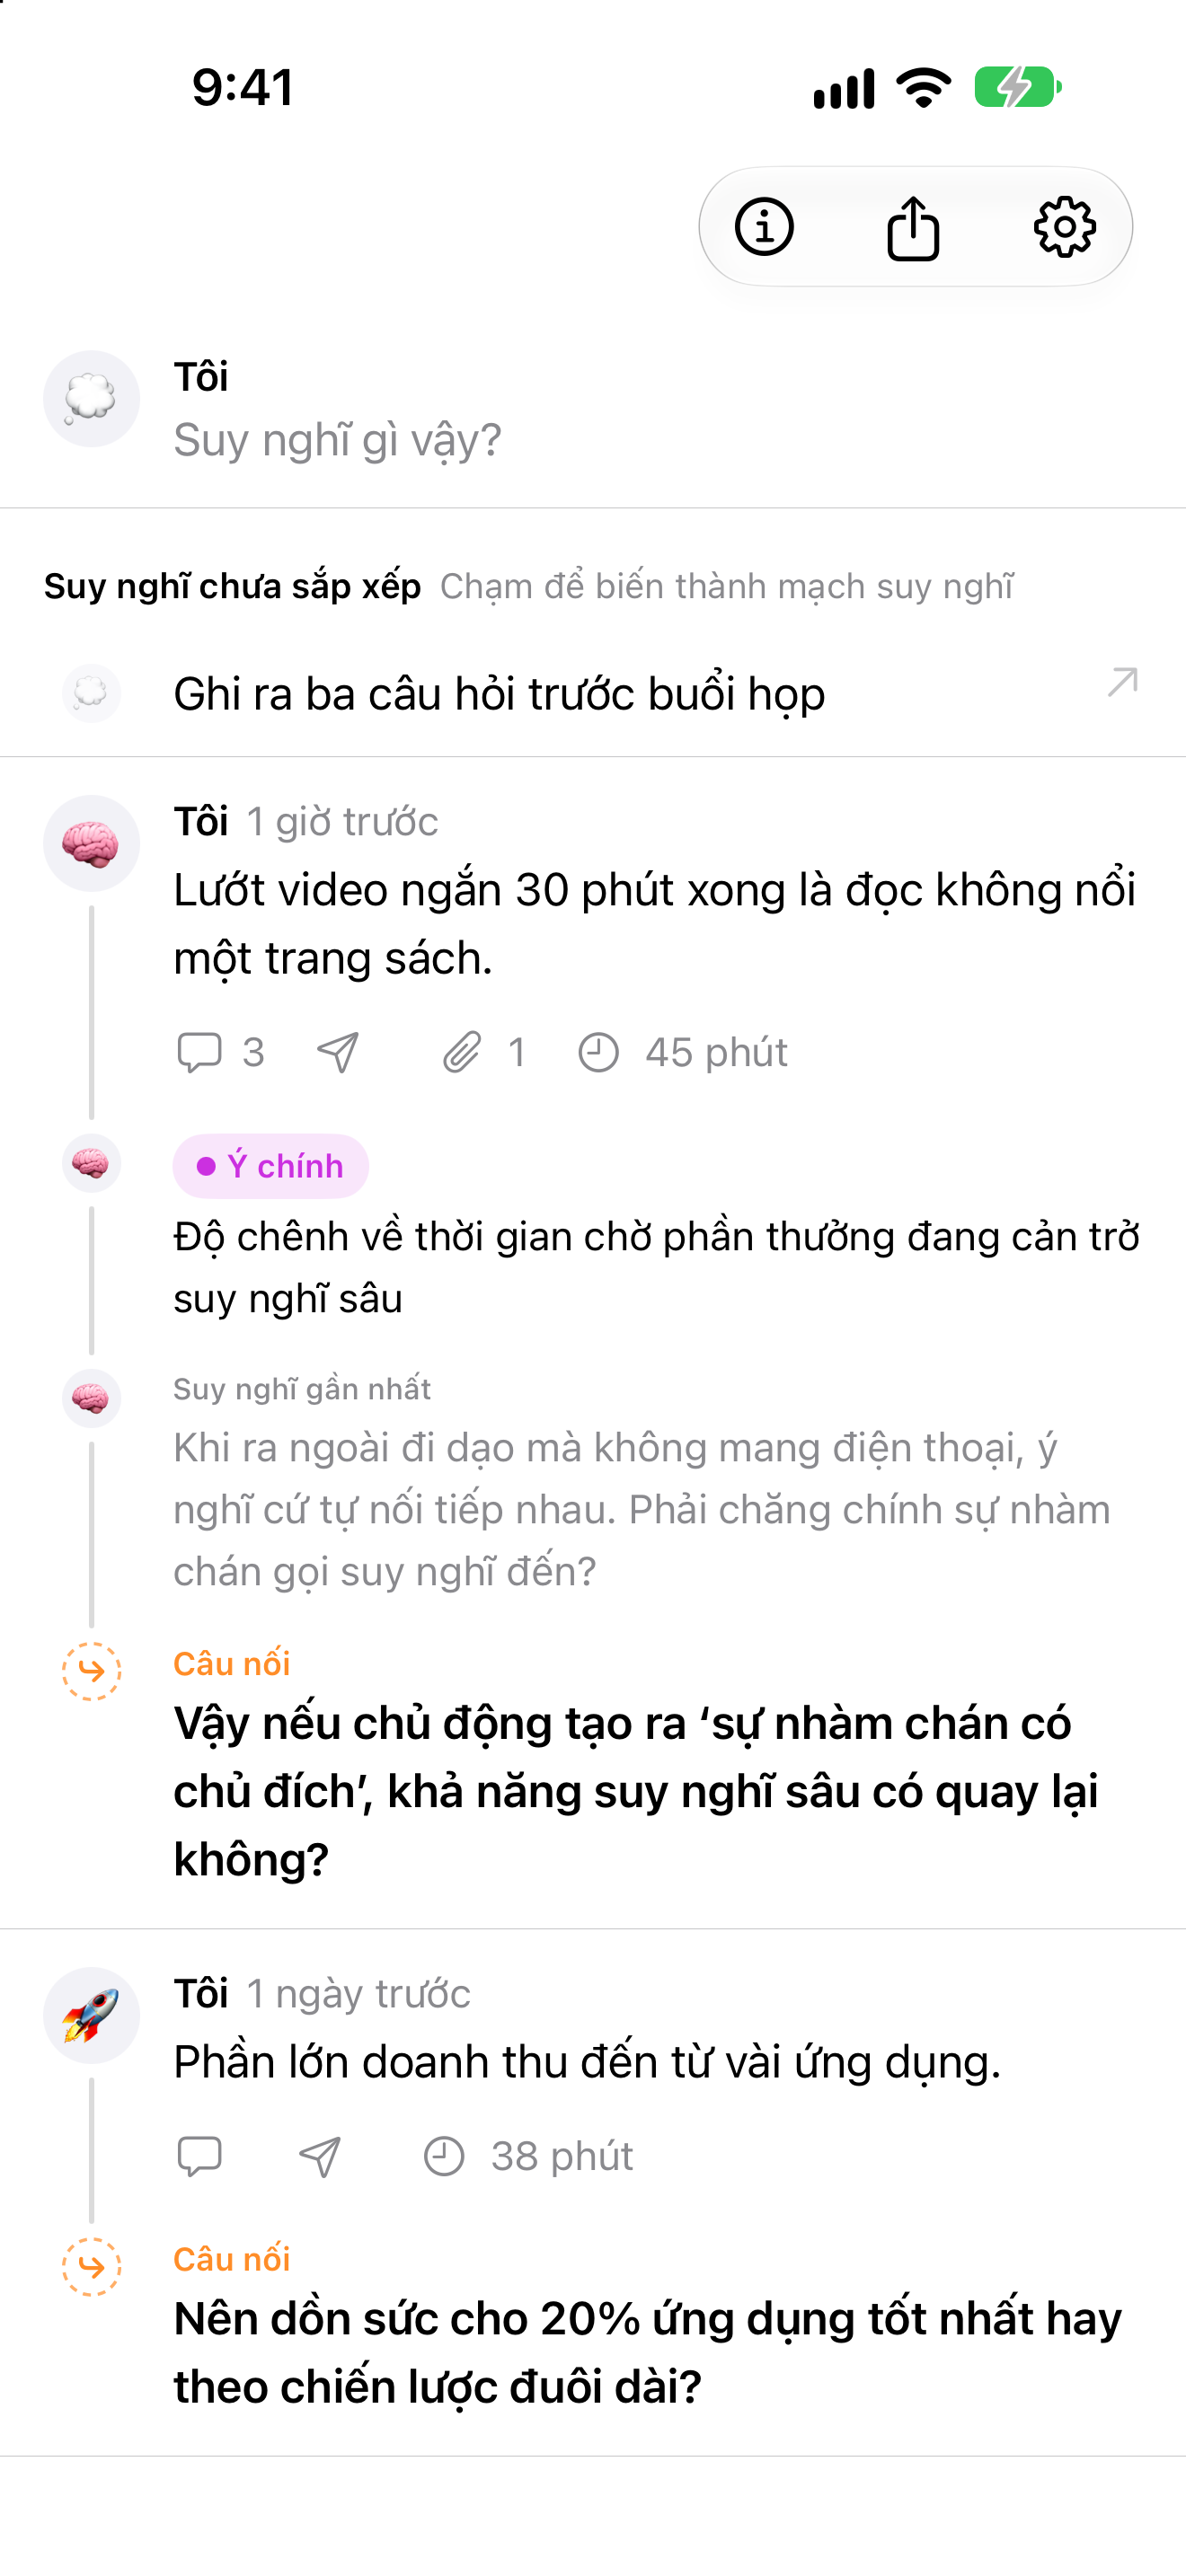 9:41
Tôi
Suy nghĩ gì vậy?
Suy nghĩ chưa sắp xếp Chạm để biến thành mạch suy nghĩ
Ghi ra ba câu hỏi trước buổi họp
Tôi 1 giờ trước
Lướt video ngắn 30 phút xong là đọc không nổi
một trang sách.
3 1 45 phút
Ý chính
Độ chênh về thời gian chờ phần thưởng đang cản trở
suy nghĩ sâu
Suy nghĩ gần nhất
Khi ra ngoài đi dạo mà không mang điện thoại, ý
nghĩ cứ tự nối tiếp nhau. Phải chăng chính sự nhàm
chán gọi suy nghĩ đến?
Câu nối
Vậy nếu chủ động tạo ra ‘sự nhàm chán có
chủ đích’, khả năng suy nghĩ sâu có quay lại
không?
Tôi 1 ngày trước
Phần lớn doanh thu đến từ vài ứng dụng.
38 phút
Câu nối
Nên dồn sức cho 20% ứng dụng tốt nhất hay
theo chiến lược đuôi dài?